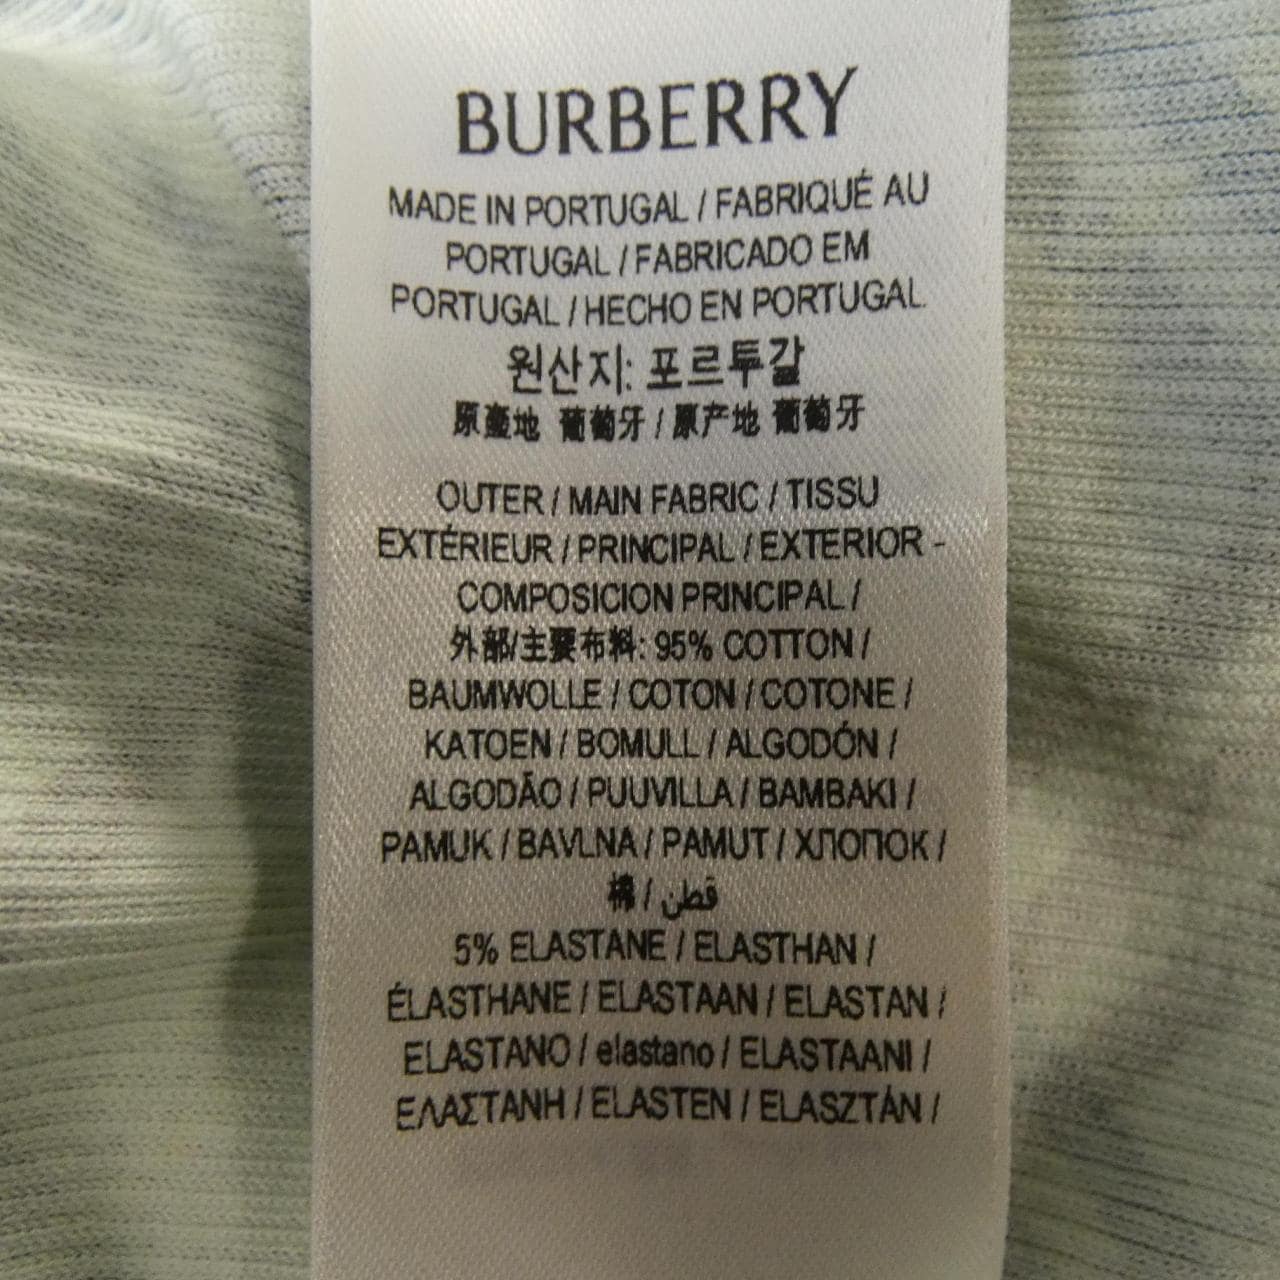 BURBERRY
MADE IN PORTUGAL / FABRIQUÉ AU
PORTUGAL / FABRICADO EM
PORTUGAL / HECHO EN PORTUGAL
원산지: 포르투갈
原產地 葡萄牙 / 原产地 葡萄牙
OUTER / MAIN FABRIC / TISSU
EXTÉRIEUR / PRINCIPAL / EXTERIOR -
COMPOSICION PRINCIPAL /
外部/主要布料: 95% COTTON /
BAUMWOLLE / COTON / COTONE /
KATOEN / BOMULL / ALGODÓN /
ALGODÃO / PUUVILLA / BAMBAKI /
PAMUK / BAVLNA / PAMUT / ХЛОПОК /
棉 / قطن
5% ELASTANE / ELASTHAN /
ÉLASTHANE / ELASTAAN / ELASTAN /
ELASTANO / elastano / ELASTAANI /
ΕΛΑΣΤΑΝΗ / ELASTEN / ELASZTÁN /